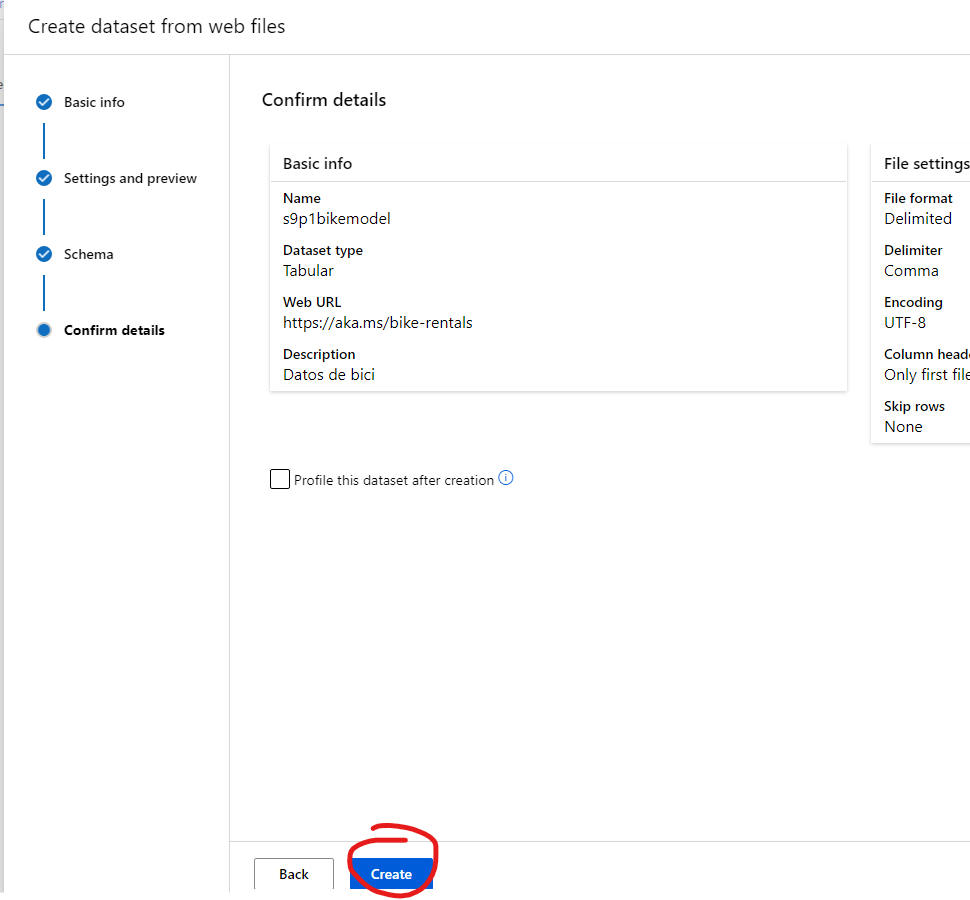 Create dataset from web files
Basic info
Settings and preview
Schema
Confirm details
Confirm details
Basic info
Name
s9p1bikemodel
Dataset type
Tabular
Web URL
https://aka.ms/bike-rentals
Description
Datos de bici
File settings
File format
Delimited
Delimiter
Comma
Encoding
UTF-8
Column heade
Only first file
Skip rows
None
Profile this dataset after creation
Back
Create